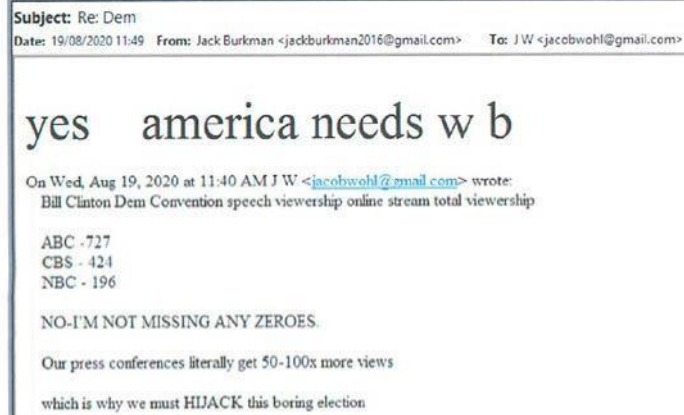 Subject: Re: Dem
Date: 19/08/2020 11:49 From: Jack Burkman <jackburkman2016@gmail.com> To: J W <jacobwohl@gmail.com>
yes america needs w b
On Wed, Aug 19, 2020 at 11:40 AM J W <jacobwohl@gmail.com> wrote:
Bill Clinton Dem Convention speech viewership online stream total viewership
ABC -727
CBS - 424
NBC - 196
NO-I'M NOT MISSING ANY ZEROES.
Our press conferences literally get 50-100x more views
which is why we must HIJACK this boring election